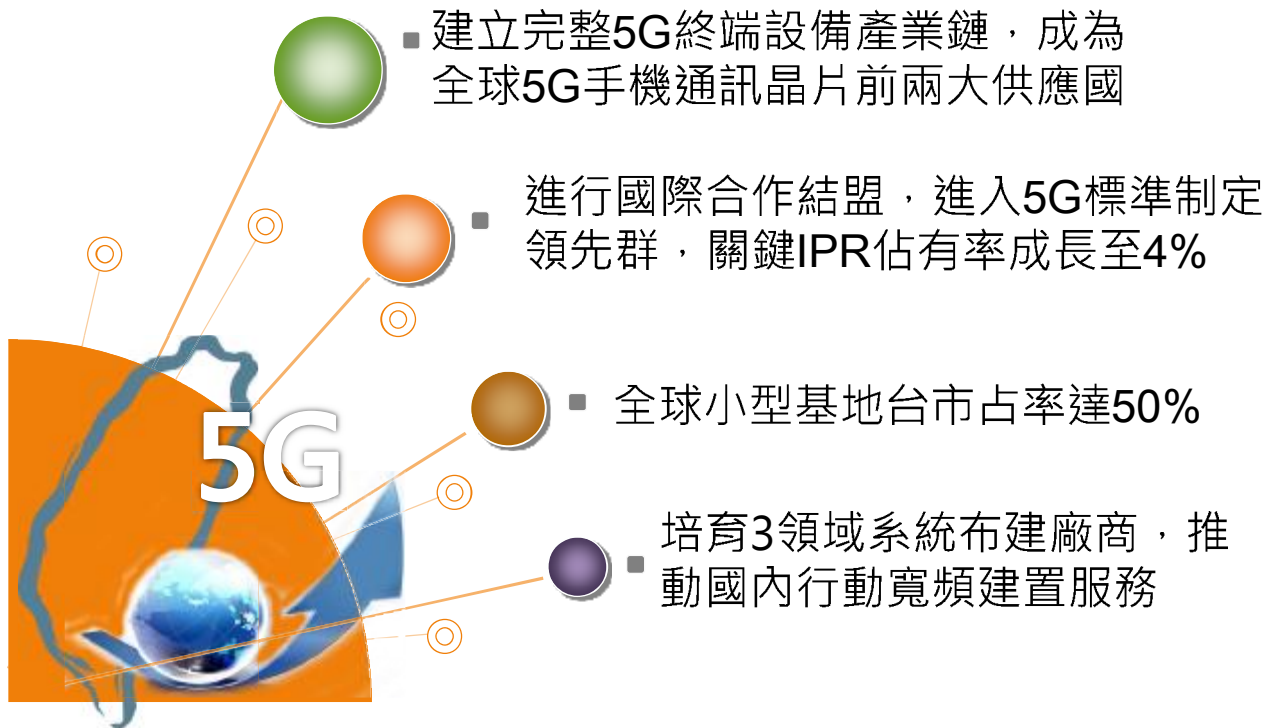 建立完整5G終端設備產業鏈，成為
全球5G手機通訊晶片前兩大供應國
進行國際合作結盟，進入5G標準制定
領先群，關鍵IPR佔有率成長至4%
全球小型基地台市占率達50%
5G
培育3領域系統布建廠商，推
動國內行動寬頻建置服務